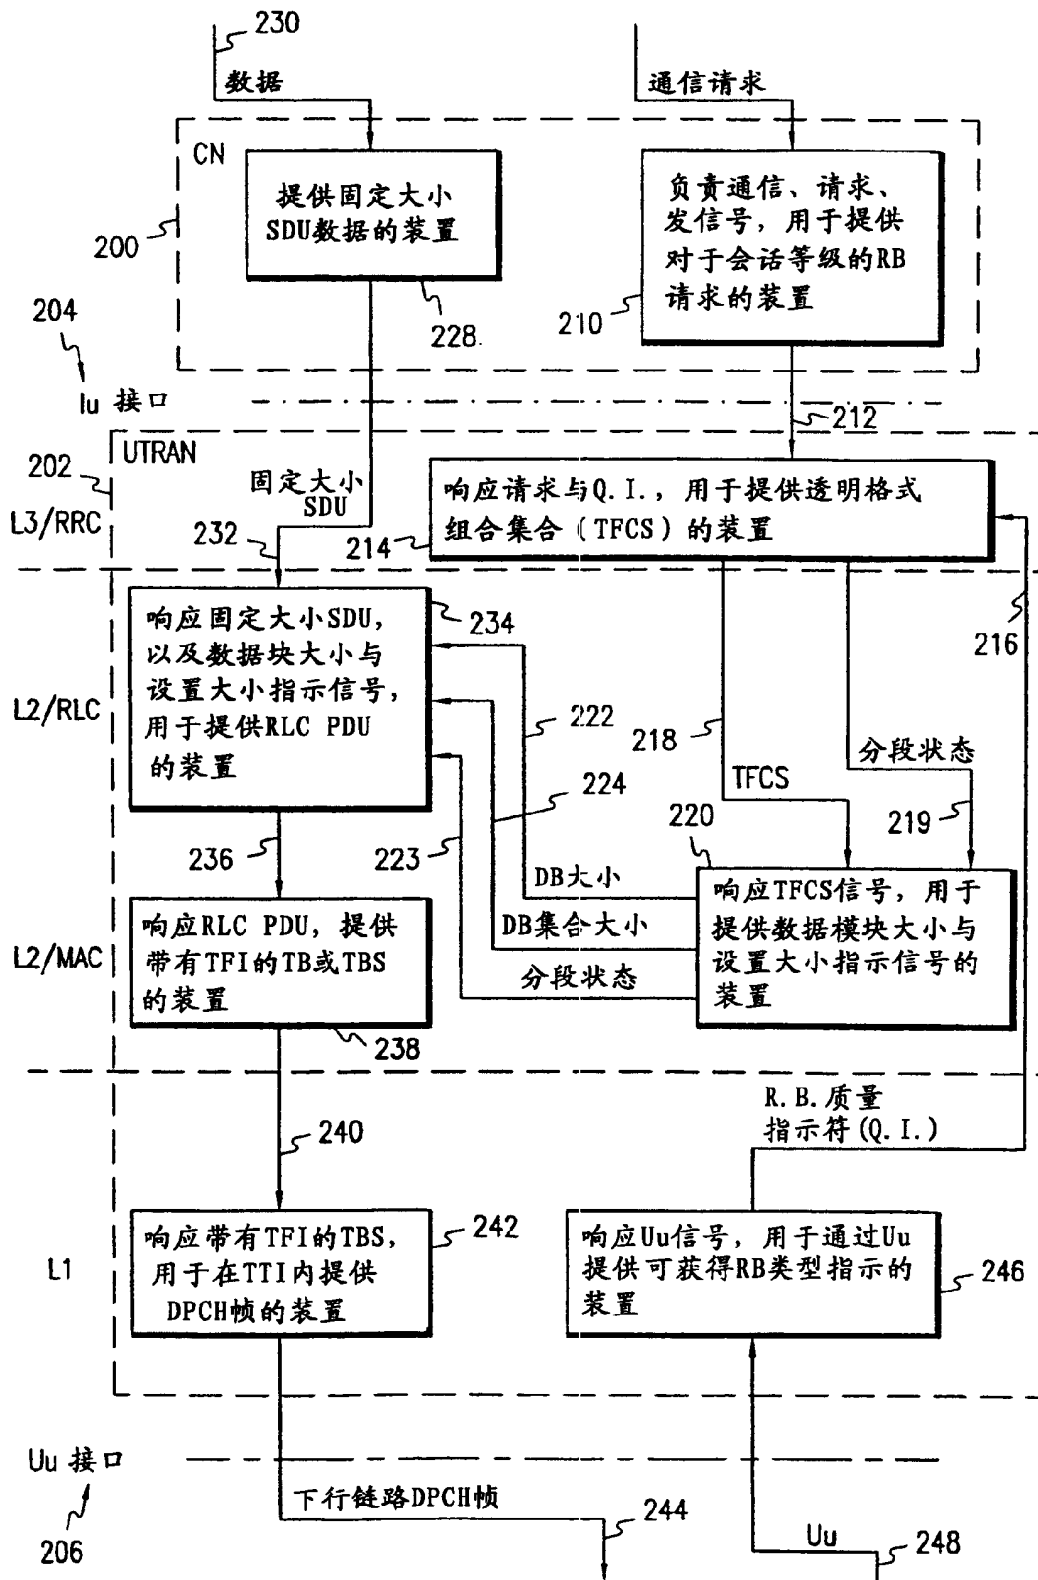 230
数据
通信请求
CN
提供固定大小
SDU数据的装置
负责通信、请求、
发信号，用于提供
对于会话等级的RB
请求的装置
200
228
210
204
Iu 接口
212
UTRAN
202
固定大小
SDU
响应请求与Q.I.，用于提供透明格式
组合集合（TFCS）的装置
L3/RRC
232
214
响应固定大小SDU，
以及数据块大小与
设置大小指示信号，
用于提供RLC PDU
的装置
234
216
L2/RLC
222
218
分段状态
224
TFCS
236
223
220
219
DB大小
DB集合大小
分段状态
响应RLC PDU，提供
带有TFI的TB或TBS
的装置
响应TFCS信号，用于
提供数据模块大小与
设置大小指示信号的
装置
L2/MAC
238
R.B.质量
指示符(Q.I.)
240
响应带有TFI的TBS，
用于在TTI内提供
DPCH帧的装置
242
响应Uu信号，用于通过Uu
提供可获得RB类型指示的
装置
246
L1
Uu 接口
下行链路DPCH帧
244
Uu
248
206